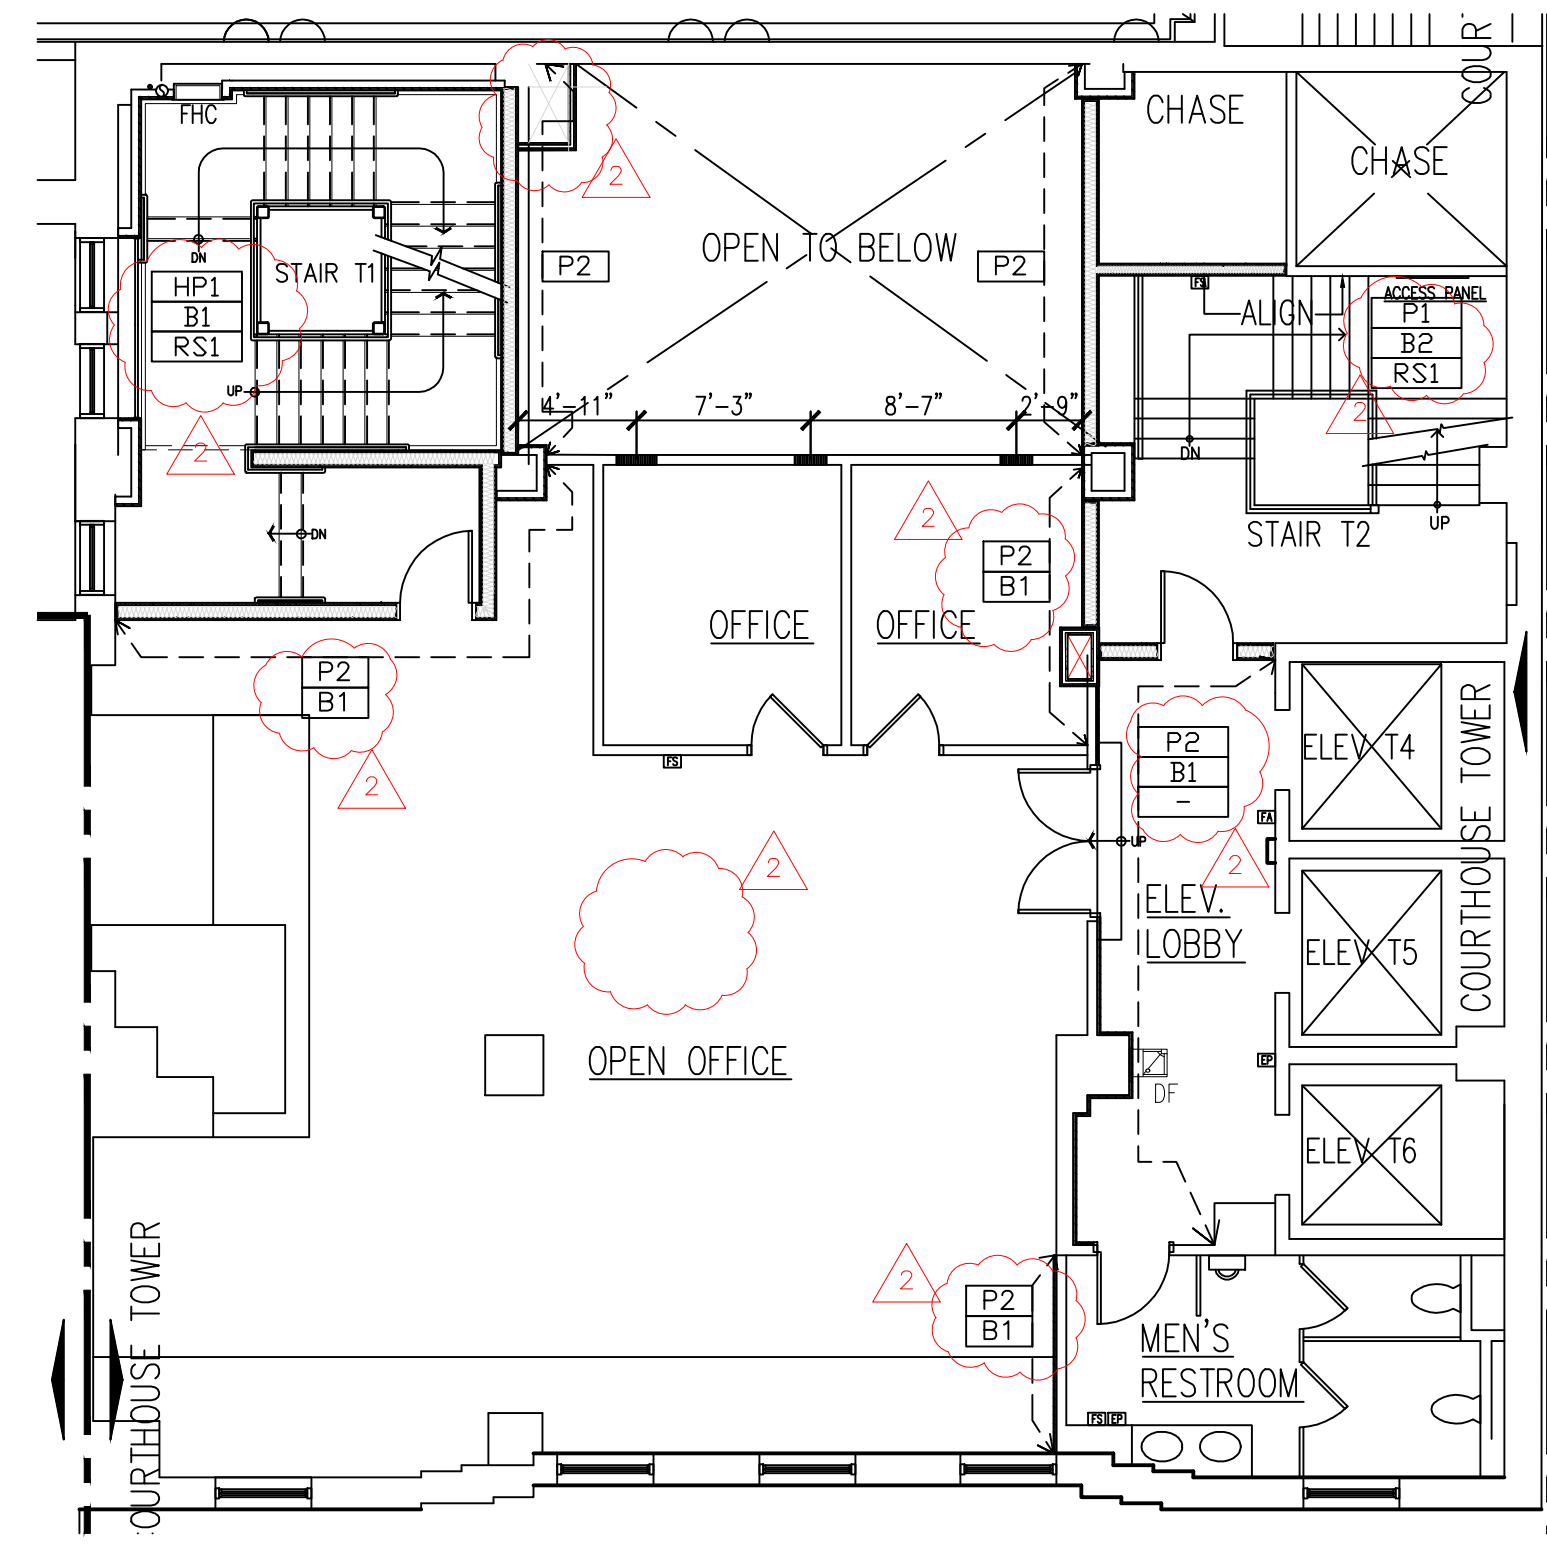 COUR
FHC
CHASE
CHASE
2
DN
STAIR T1
HP1
B1
RS1
P2
OPEN TO BELOW
P2
FS
ALIGN
ACCESS PANEL
P1
B2
RS1
UP
4'-11"
7'-3"
8'-7"
2'-9"
2
2
DN
DN
2
STAIR T2
UP
P2
B1
OFFICE
OFFICE
P2
B1
2
FS
P2
B1
-
ELEV T4
COURTHOUSE TOWER
FA
UP
2
2
ELEV.
LOBBY
ELEV T5
OPEN OFFICE
EP
DF
ELEV T6
COURTHOUSE TOWER
2
P2
B1
MEN'S
RESTROOM
FS
EP